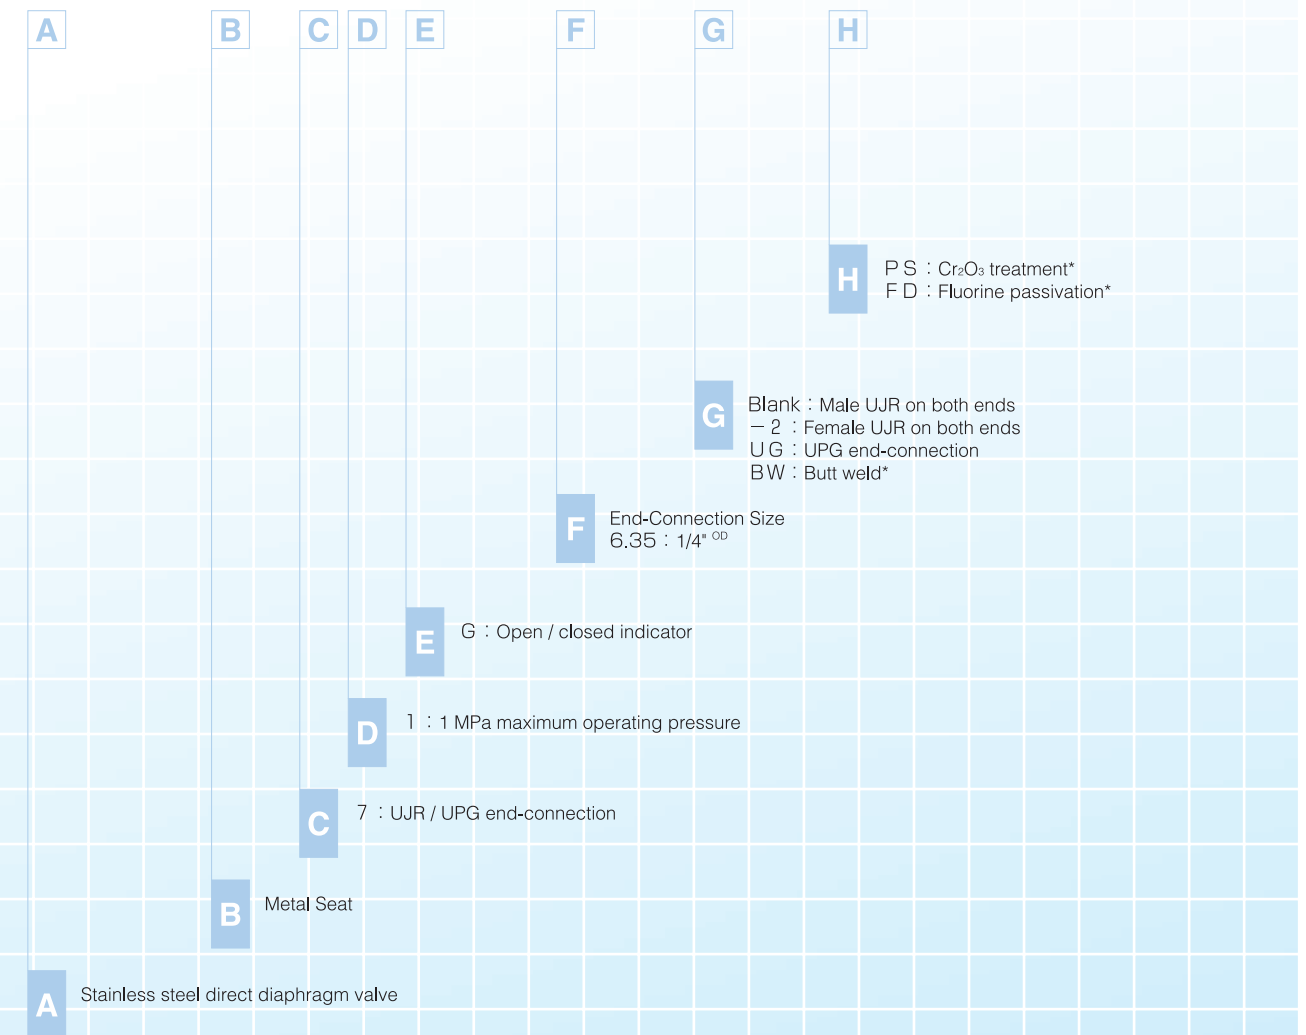 A B C D E F G H
H
P S : Cr₂O₃ treatment*
F D : Fluorine passivation*
G
Blank : Male UJR on both ends
− 2 : Female UJR on both ends
U G : UPG end-connection
B W : Butt weld*
F
End-Connection Size
6.35 : 1/4" OD
E
G : Open / closed indicator
D
1 : 1 MPa maximum operating pressure
C
7 : UJR / UPG end-connection
B
Metal Seat
A
Stainless steel direct diaphragm valve